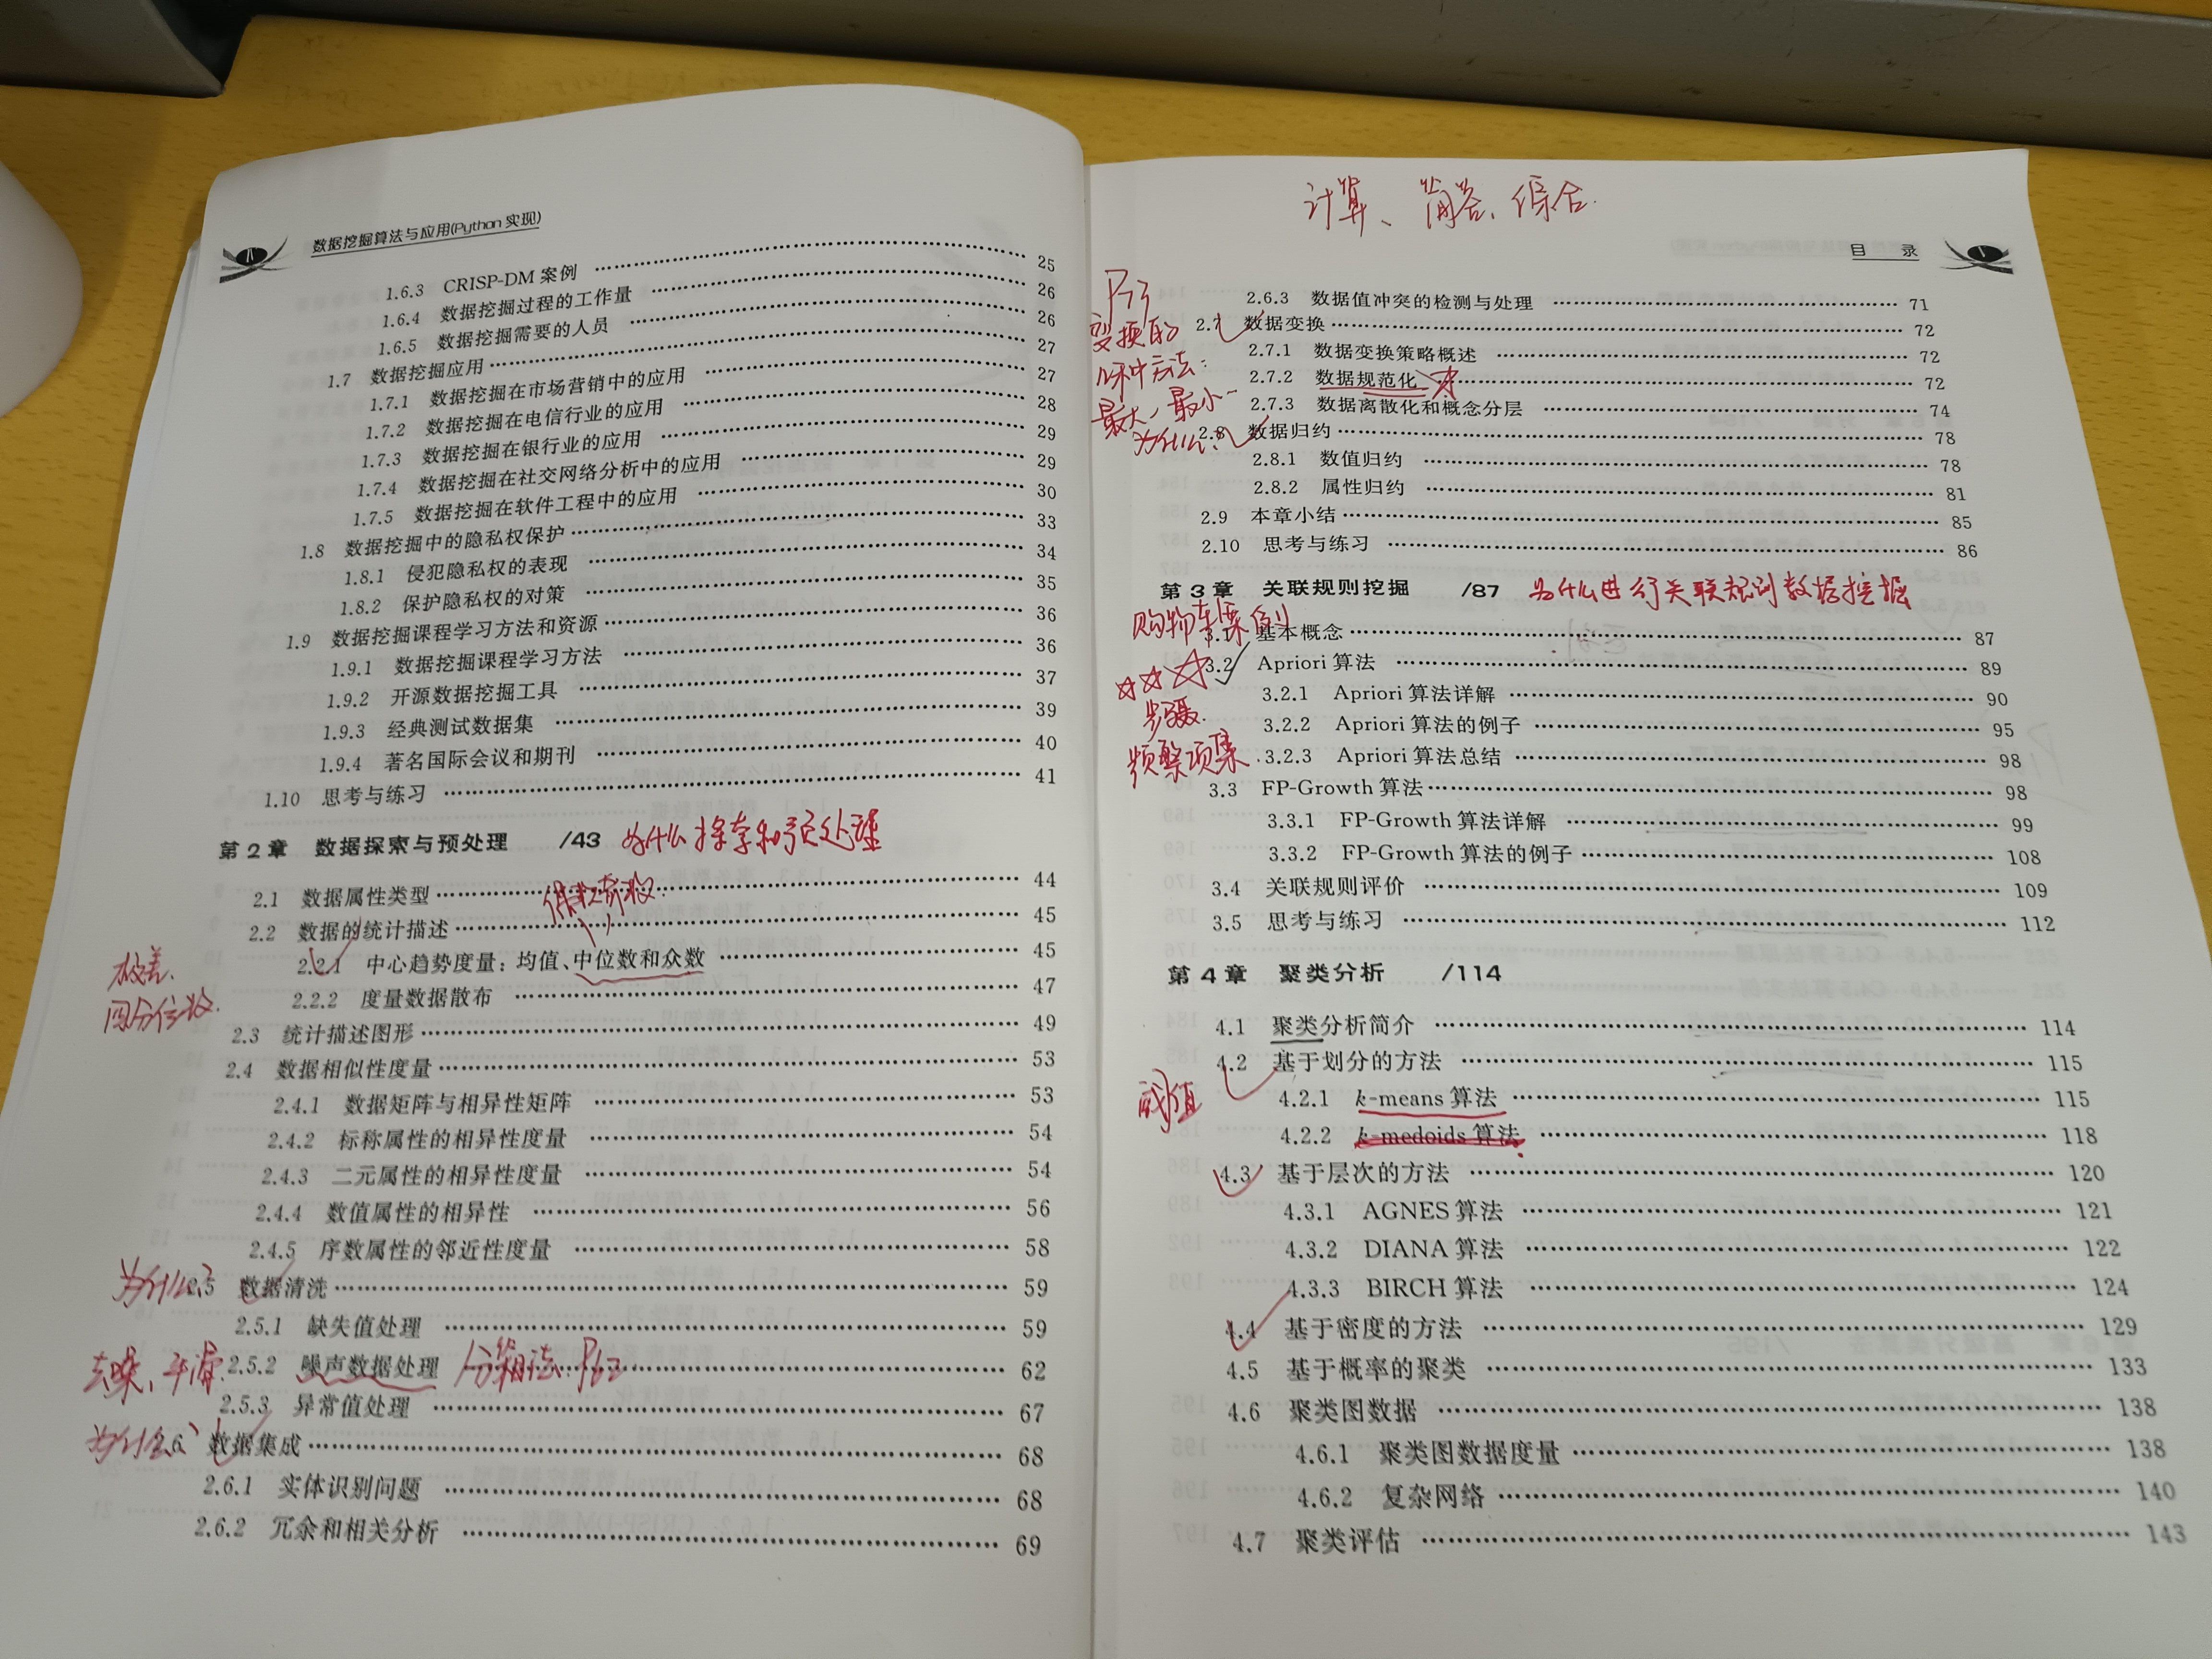 数据挖掘算法与应用(Python 实现)
1.6.3 CRISP-DM 案例 25
1.6.4 数据挖掘过程的工作量 26
1.6.5 数据挖掘需要的人员 26
1.7 数据挖掘应用 27
1.7.1 数据挖掘在市场营销中的应用 27
1.7.2 数据挖掘在电信行业的应用 28
1.7.3 数据挖掘在银行业的应用 29
1.7.4 数据挖掘在社交网络分析中的应用 29
1.7.5 数据挖掘在软件工程中的应用 30
1.8 数据挖掘中的隐私权保护 33
1.8.1 侵犯隐私权的表现 34
1.8.2 保护隐私权的对策 35
1.9 数据挖掘课程学习方法和资源 36
1.9.1 数据挖掘课程学习方法 36
1.9.2 开源数据挖掘工具 37
1.9.3 经典测试数据集 39
1.9.4 著名国际会议和期刊 40
1.10 思考与练习 41
第2章 数据探索与预处理 /43 为什么探索和预处理
2.1 数据属性类型 44
2.2 数据的统计描述 45
2.2.1 中心趋势度量：均值、中位数和众数 45
极差、
四分位数.
2.2.2 度量数据散布 47
2.3 统计描述图形 49
2.4 数据相似性度量 53
2.4.1 数据矩阵与相异性矩阵 53
2.4.2 标称属性的相异性度量 54
2.4.3 二元属性的相异性度量 54
2.4.4 数值属性的相异性 56
2.4.5 序数属性的邻近性度量 58
为什么? 2.5 数据清洗 59
2.5.1 缺失值处理 59
去噪、平滑. 2.5.2 噪声数据处理 62 分箱法: P62
2.5.3 异常值处理 67
为什么 2.6 数据集成 68
2.6.1 实体识别问题 68
2.6.2 冗余和相关分析 69
计算、简答、综合.
目 录
2.6.3 数据值冲突的检测与处理 71
P73
变换的
几种方法:
最大-最小-
2.7 数据变换 72
2.7.1 数据变换策略概述 72
2.7.2 数据规范化 72
2.7.3 数据离散化和概念分层 74
为什么: 2.8 数据归约 78
2.8.1 数值归约 78
2.8.2 属性归约 81
2.9 本章小结 85
2.10 思考与练习 86
第3章 关联规则挖掘 /87 为什么进行关联规则数据挖掘
购物车案例
3.1 基本概念 87
3.2 Apriori 算法 89
3.2.1 Apriori 算法详解 90
步骤.
3.2.2 Apriori 算法的例子 95
频繁项集. 3.2.3 Apriori 算法总结 98
3.3 FP-Growth 算法 98
3.3.1 FP-Growth 算法详解 99
3.3.2 FP-Growth 算法的例子 108
3.4 关联规则评价 109
3.5 思考与练习 112
第4章 聚类分析 /114
4.1 聚类分析简介 114
4.2 基于划分的方法 115
阈值
4.2.1 k-means 算法 115
4.2.2 k-medoids 算法 118
4.3 基于层次的方法 120
4.3.1 AGNES 算法 121
4.3.2 DIANA 算法 122
4.3.3 BIRCH 算法 124
4.4 基于密度的方法 129
4.5 基于概率的聚类 133
4.6 聚类图数据 138
4.6.1 聚类图数据度量 138
4.6.2 复杂网络 140
4.7 聚类评估 143